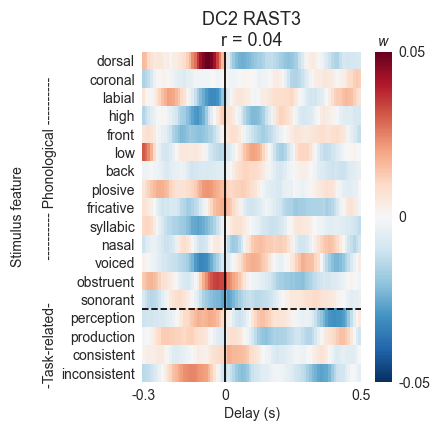 DC2 RAST3
r = 0.04
w
dorsal
coronal
labial
high
front
low
back
plosive
fricative
syllabic
nasal
voiced
obstruent
sonorant
perception
production
consistent
inconsistent
Stimulus feature
-Task-related- ---------- Phonological ----------
0.05
0
-0.05
-0.3 0 0.5
Delay (s)